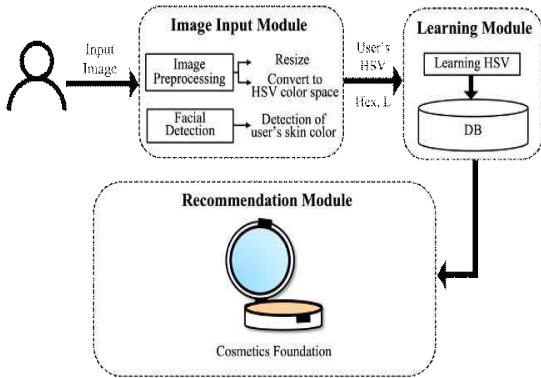 Image Input Module
Learning Module
Input
Image
Image
Preprocessing
Resize
Convert to
HSV color space
Facial
Detection
Detection of
user's skin color
User's
HSV
Hex, L
Learning HSV
DB
Recommendation Module
Cosmetics Foundation